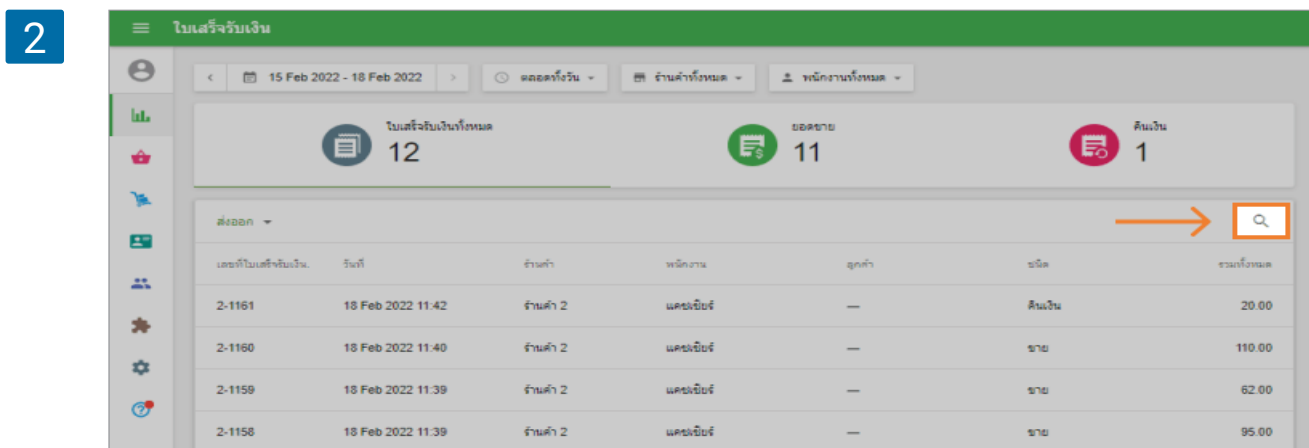 2
ใบเสร็จรับเงิน
15 Feb 2022 - 18 Feb 2022 ตลอดทั้งวัน ร้านค้าทั้งหมด พนักงานทั้งหมด
ใบเสร็จรับเงินทั้งหมด ยอดขาย คืนเงิน
12 11 1
ส่งออก
เลขที่ใบเสร็จรับเงิน. วันที่ ร้านค้า พนักงาน ลูกค้า ชนิด รวมทั้งหมด
2-1161 18 Feb 2022 11:42 ร้านค้า 2 แคชเชียร์ — คืนเงิน 20.00
2-1160 18 Feb 2022 11:40 ร้านค้า 2 แคชเชียร์ — ขาย 110.00
2-1159 18 Feb 2022 11:39 ร้านค้า 2 แคชเชียร์ — ขาย 62.00
2-1158 18 Feb 2022 11:39 ร้านค้า 2 แคชเชียร์ — ขาย 95.00